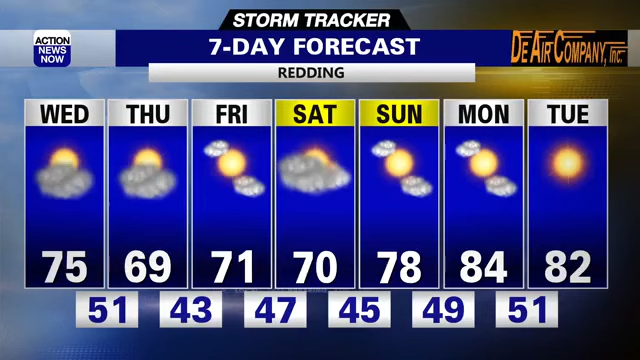 STORM TRACKER
ACTION
NEWS
NOW
7-DAY FORECAST
DE AIR COMPANY, INC.
REDDING
WED THU FRI SAT SUN MON TUE
75 69 71 70 78 84 82
51 43 47 45 49 51